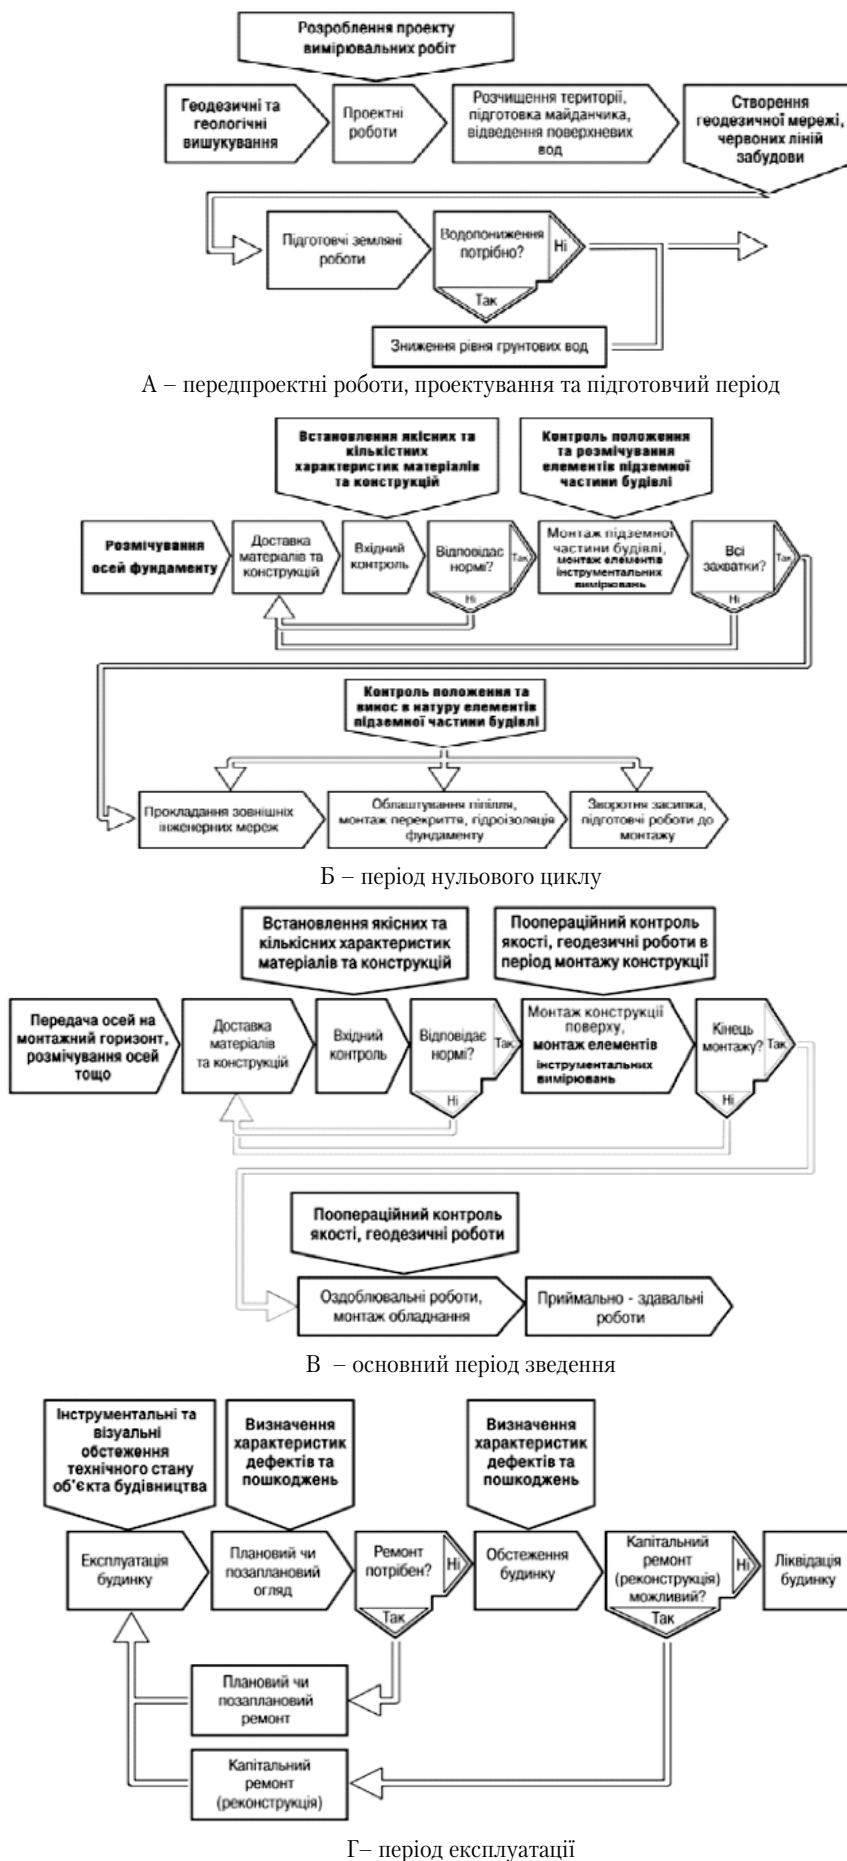 Розроблення проекту
вимірювальних робіт
Геодезичні та
геологічні
вишукування
Проектні
роботи
Розчищення території,
підготовка майданчика,
відведення поверхневих
вод
Створення
геодезичної мережі,
червоних ліній
забудови
Підготовчі земляні
роботи
Водопониження
потрібно?
Ні
Так
Зниження рівня грунтових вод
А – передпроектні роботи, проектування та підготовчий період
Встановлення якісних та
кількістних
характеристик матеріалів
та конструкцій
Контроль положення
та розмічування
елементів підземної
частини будівлі
Розмічування
осей фундаменту
Доставка
матеріалів та
конструкцій
Вхідний
контроль
Відповідає
нормі?
Так
Ні
Монтаж підземної
частини будівлі,
монтаж елементів
інструментальних
вимірювань
Всі
захватки?
Так
Ні
Контроль положення та
винос в натуру елементів
підземної частини будівлі
Прокладання зовнішніх
інженерних мереж
Облаштування піпілля,
монтаж перекриття, гідроізоляція
фундаменту
Зворотня засипка,
підготовчі роботи до
монтажу
Б – період нульового циклу
Встановлення якісних та
кількісних характеристик
матеріалів та конструкцій
Поопераційний контроль
якості, геодезичні роботи в
період монтажу конструкції
Передача осей на
монтажний горизонт,
розмічування осей
тощо
Доставка
матеріалів
та конструкцій
Вхідний
контроль
Відповідає
нормі?
Так
Ні
Монтаж конструкції
поверху,
монтаж елементів
інструментальних
вимірювань
Кінець
монтажу?
Так
Ні
Поопераційний контроль
якості, геодезичні роботи
Оздоблювальні роботи,
монтаж обладнання
Приймально - здавальні
роботи
В – основний період зведення
Інструментальні та
візуальні
обстеження
технічного стану
об'єкта будівництва
Визначення
характеристик
дефектів та
пошкоджень
Визначення
характеристик
дефектів та
пошкоджень
Експлуатація
будинку
Плановий чи
позаплановий
огляд
Ремонт
потрібен?
Ні
Так
Обстеження
будинку
Капітальний
ремонт
(реконструкція)
можливий?
Ні
Так
Ліквідація
будинку
Плановий чи
позаплановий
ремонт
Капітальний
ремонт
(реконструкція)
Г– період експлуатації